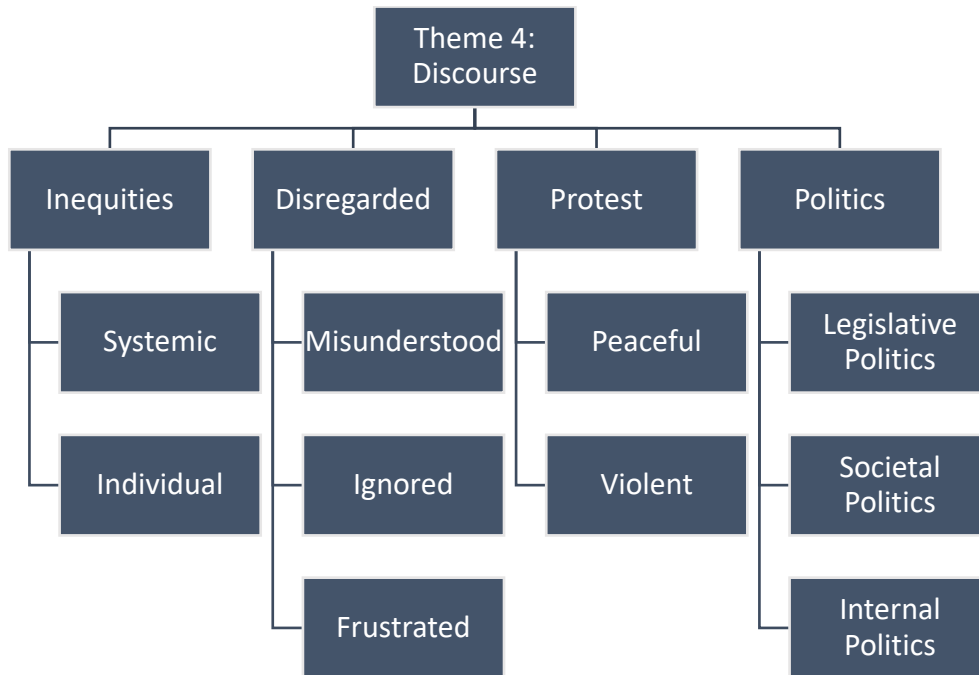 Theme 4:
Discourse
Inequities
Disregarded
Protest
Politics
Systemic
Misunderstood
Peaceful
Legislative
Politics
Individual
Ignored
Violent
Societal
Politics
Frustrated
Internal
Politics